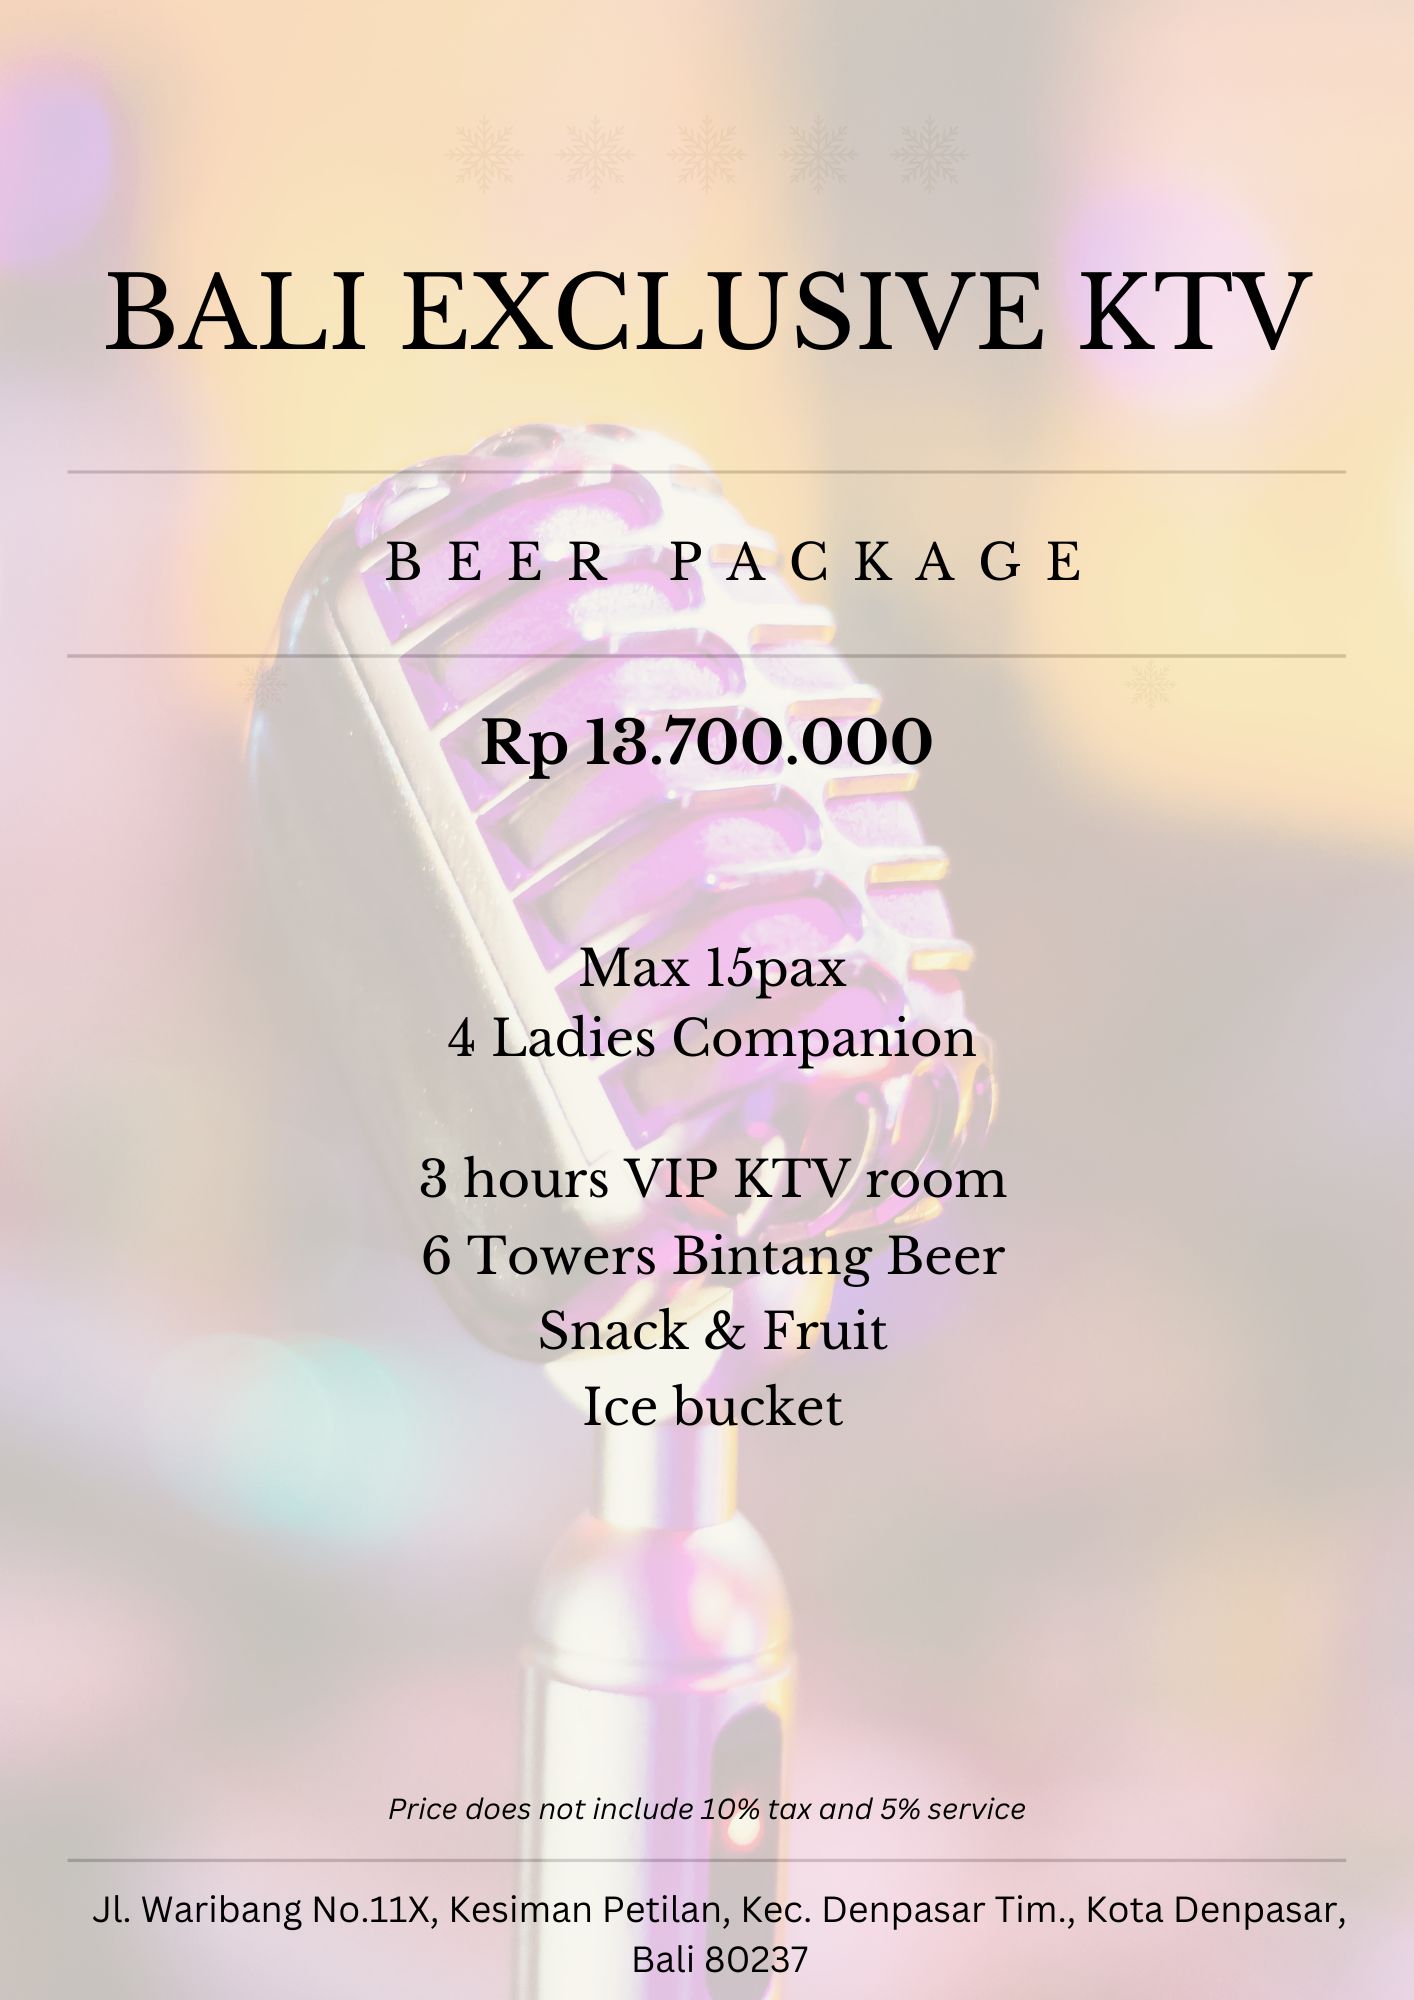 BALI EXCLUSIVE KTV
BEER PACKAGE
Rp 13.700.000
Max 15pax
4 Ladies Companion
3 hours VIP KTV room
6 Towers Bintang Beer
Snack & Fruit
Ice bucket
Price does not include 10% tax and 5% service
Jl. Waribang No.11X, Kesiman Petilan, Kec. Denpasar Tim., Kota Denpasar,
Bali 80237